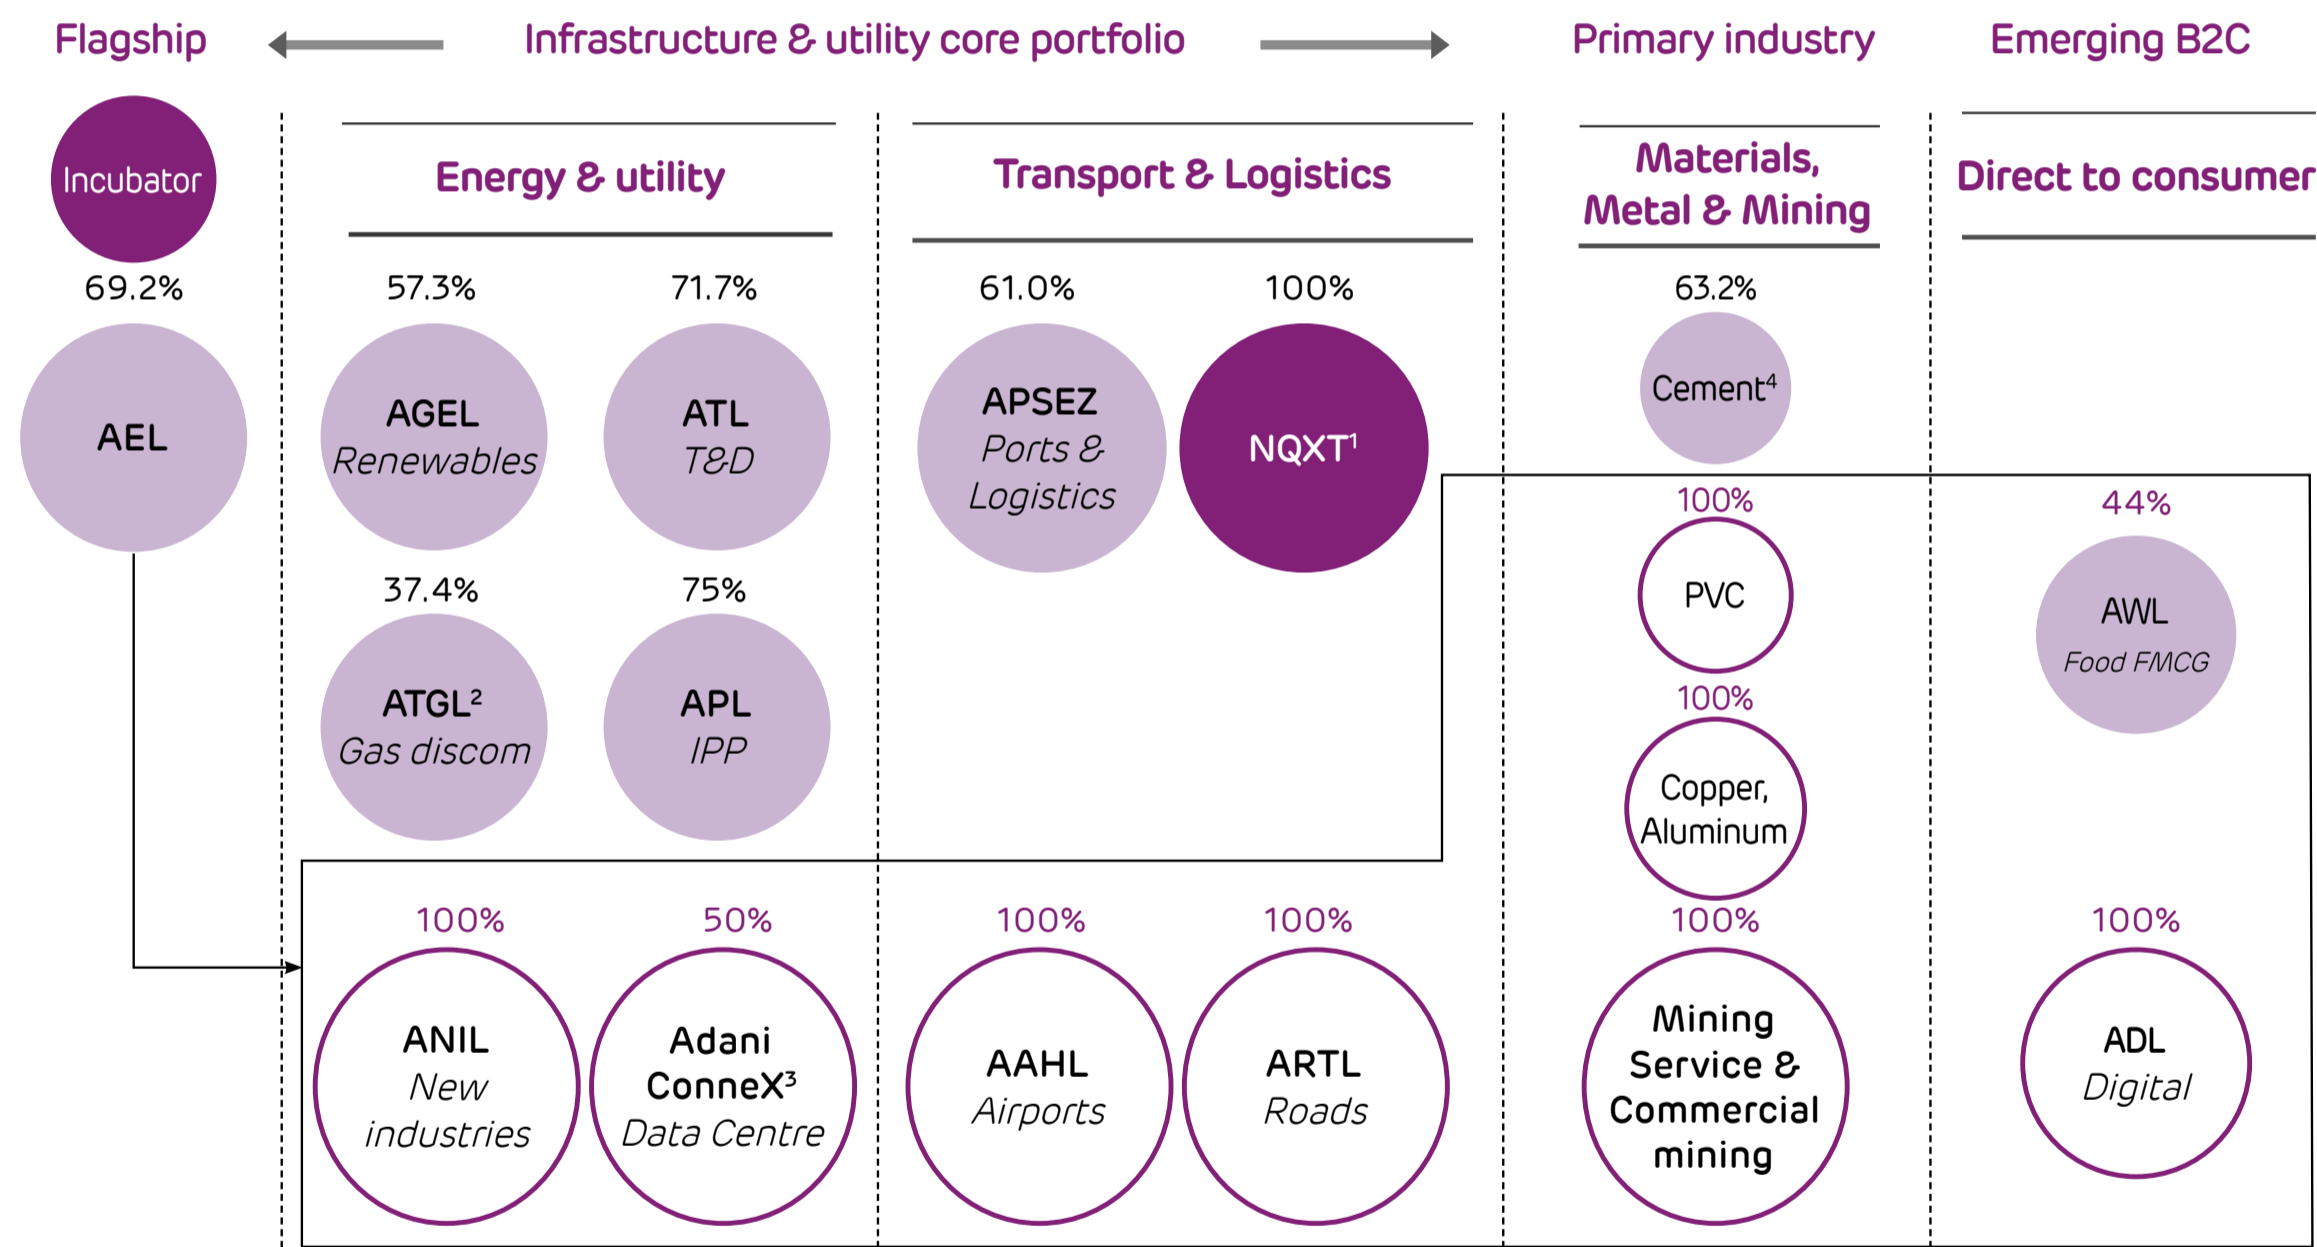 Flagship
Infrastructure & utility core portfolio
Primary industry
Emerging B2C
Incubator
Energy & utility
Transport & Logistics
Materials,
Metal & Mining
Direct to consumer
69.2%
57.3%
71.7%
61.0%
100%
63.2%
AEL
AGEL
Renewables
ATL
T&D
APSEZ
Ports &
Logistics
NQXT¹
Cement⁴
100%
PVC
44%
AWL
Food FMCG
37.4%
75%
ATGL²
Gas discom
APL
IPP
100%
Copper,
Aluminum
100%
50%
100%
100%
100%
100%
ANIL
New
industries
Adani
ConneX³
Data Centre
AAHL
Airports
ARTL
Roads
Mining
Service &
Commercial
mining
ADL
Digital